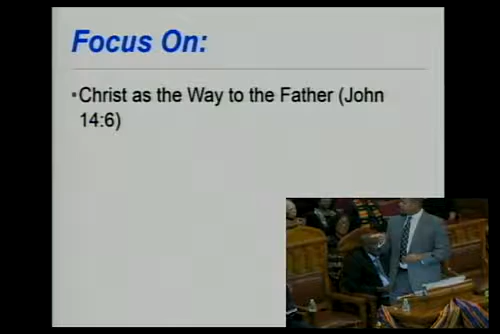 Focus On:
•Christ as the Way to the Father (John
14:6)